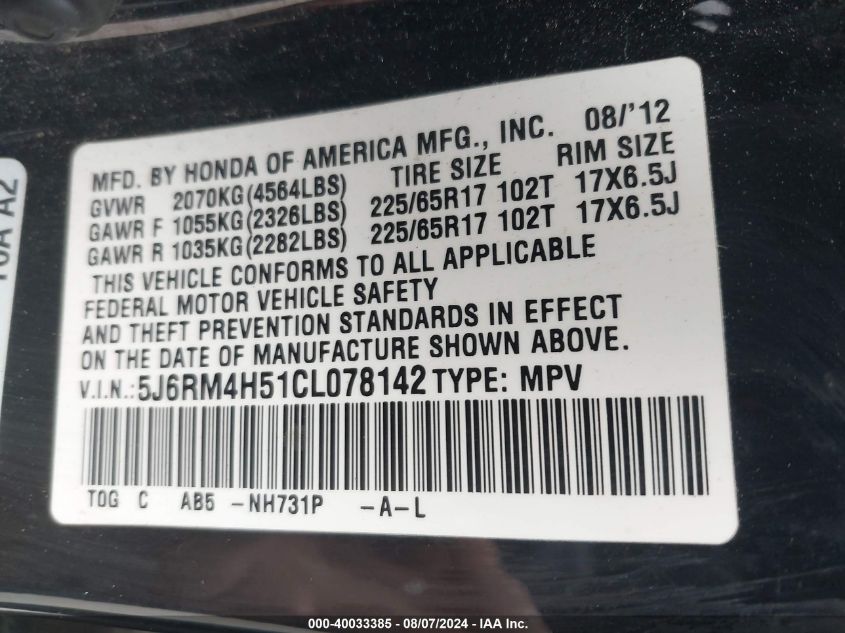 MFD. BY HONDA OF AMERICA MFG., INC. 08/'12
GVWR 2070KG(4564LBS) TIRE SIZE RIM SIZE
GAWR F 1055KG(2326LBS) 225/65R17 102T 17X6.5J
GAWR R 1035KG(2282LBS) 225/65R17 102T 17X6.5J
THIS VEHICLE CONFORMS TO ALL APPLICABLE
FEDERAL MOTOR VEHICLE SAFETY
AND THEFT PREVENTION STANDARDS IN EFFECT
ON THE DATE OF MANUFACTURE SHOWN ABOVE.
V.I.N.:5J6RM4H51CL078142 TYPE: MPV
TOG C AB5 -NH731P -A-L
A2
000-40033385 - 08/07/2024 - IAA Inc.